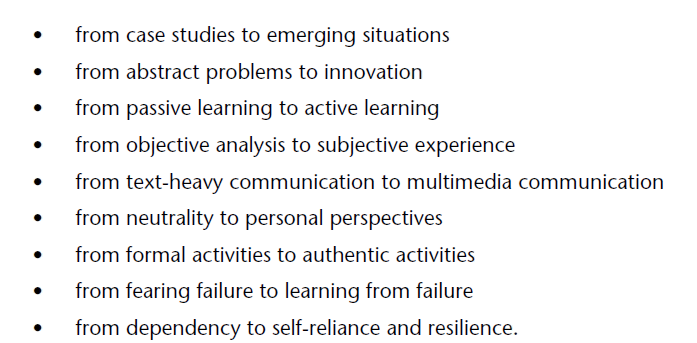 • from case studies to emerging situations
• from abstract problems to innovation
• from passive learning to active learning
• from objective analysis to subjective experience
• from text-heavy communication to multimedia communication
• from neutrality to personal perspectives
• from formal activities to authentic activities
• from fearing failure to learning from failure
• from dependency to self-reliance and resilience.